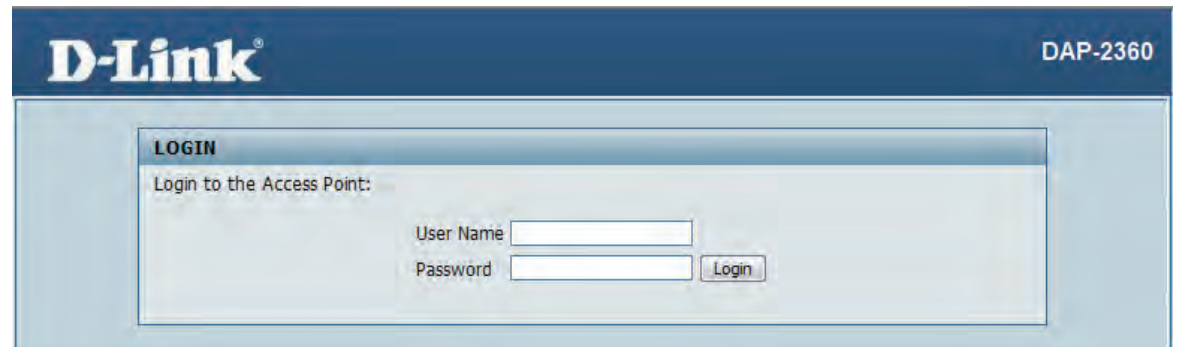 D-Link®
DAP-2360
LOGIN
Login to the Access Point:
User Name
Password
Login